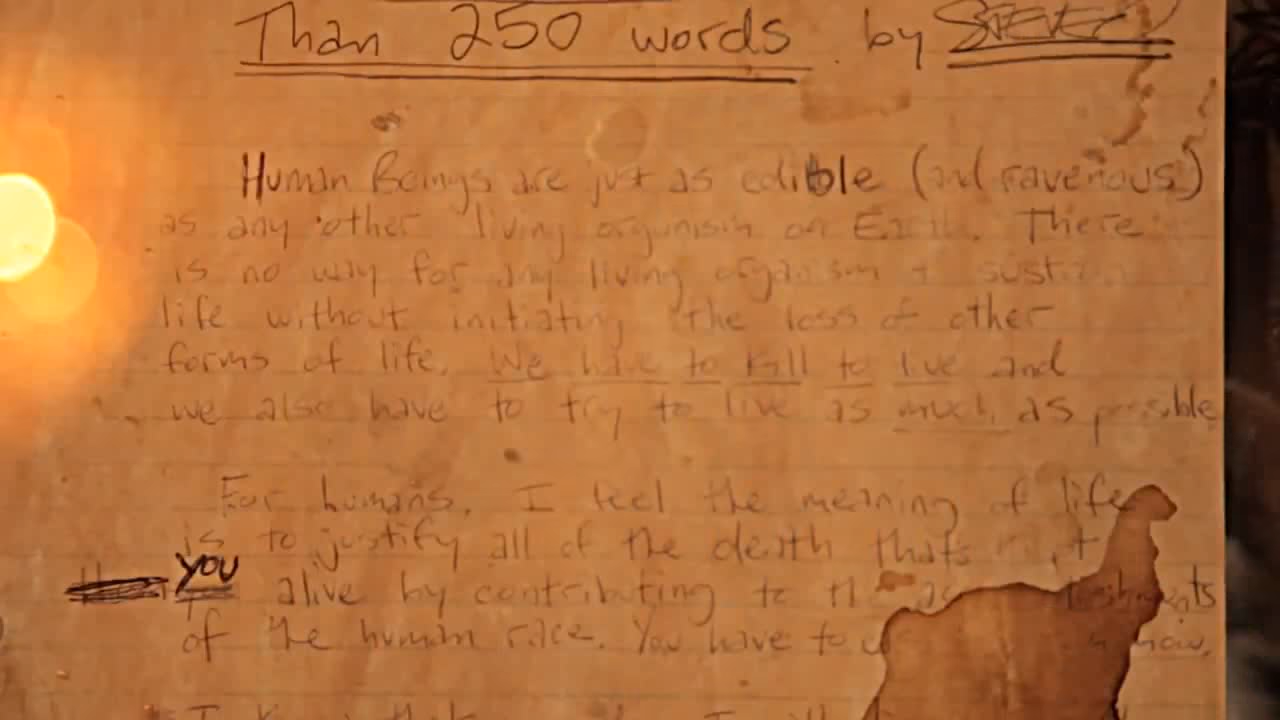 Than 250 words by STEVEN
Human Beings are just as edible (and ravenous!)
as any other living organism on Earth. There
is no way for any living organism
life without initiating the loss of other
forms of life. We have to kill to live and
we also have to try to live as much as possible
For humans, I feel the meaning of life
is to justify all of the death thats kept
YOU
alive by contributing to the
of the human race. You have to